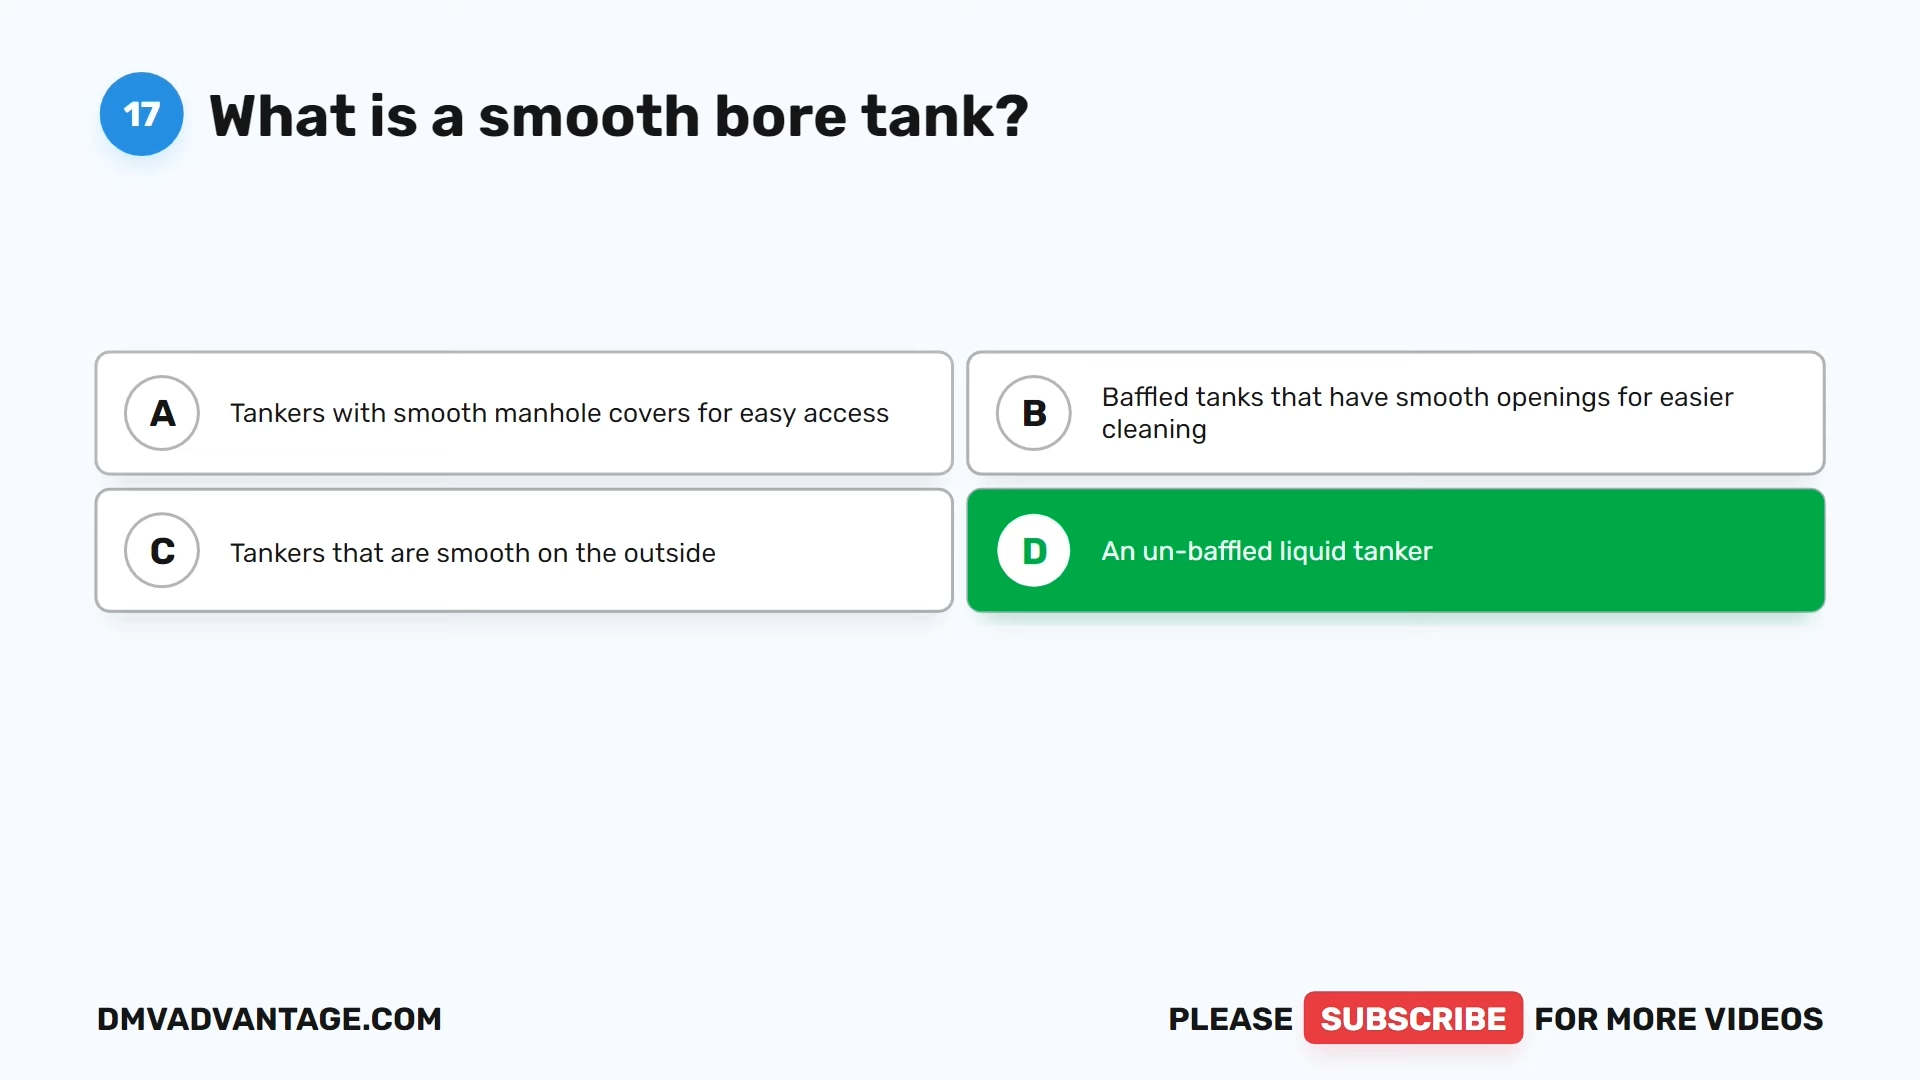 17
What is a smooth bore tank?
A
Tankers with smooth manhole covers for easy access
B
Baffled tanks that have smooth openings for easier
cleaning
C
Tankers that are smooth on the outside
D
An un-baffled liquid tanker
DMVADVANTAGE.COM
PLEASE SUBSCRIBE FOR MORE VIDEOS